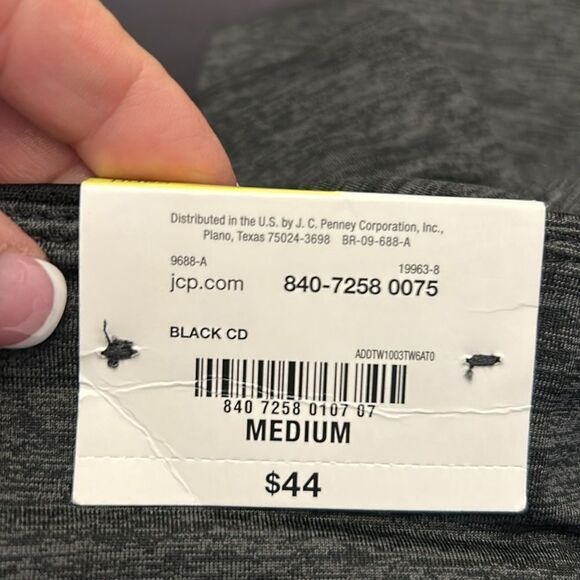 Distributed in the U.S. by J. C. Penney Corporation, Inc.,
Plano, Texas 75024-3698 BR-09-688-A
9688-A 19963-8
jcp.com 840-7258 0075
BLACK CD
ADDTW1003TW6AT0
840 7258 0107 07
MEDIUM
$44